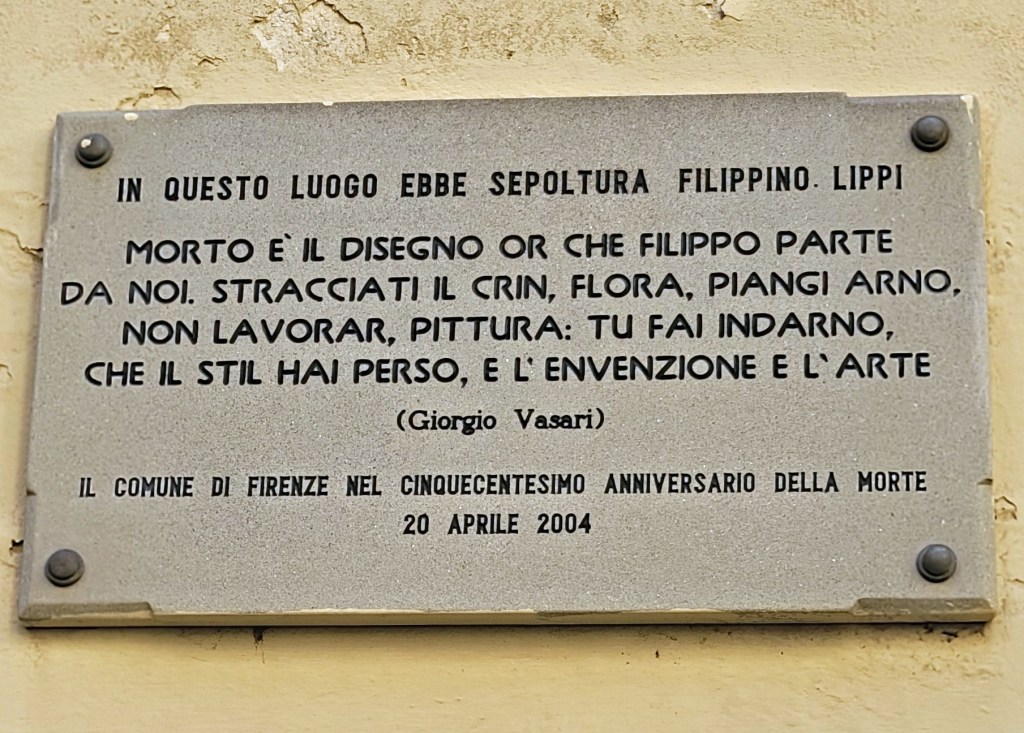 IN QUESTO LUOGO EBBE SEPOLTURA FILIPPINO. LIPPI
MORTO E` IL DISEGNO OR CHE FILIPPO PARTE
DA NOI. STRACCIATI IL CRIN, FLORA, PIANGI ARNO,
NON LAVORAR, PITTURA: TU FAI INDARNO,
CHE IL STIL HAI PERSO, E L' ENVENZIONE E L' ARTE
(Giorgio Vasari)
IL COMUNE DI FIRENZE NEL CINQUECENTESIMO ANNIVERSARIO DELLA MORTE
20 APRILE 2004